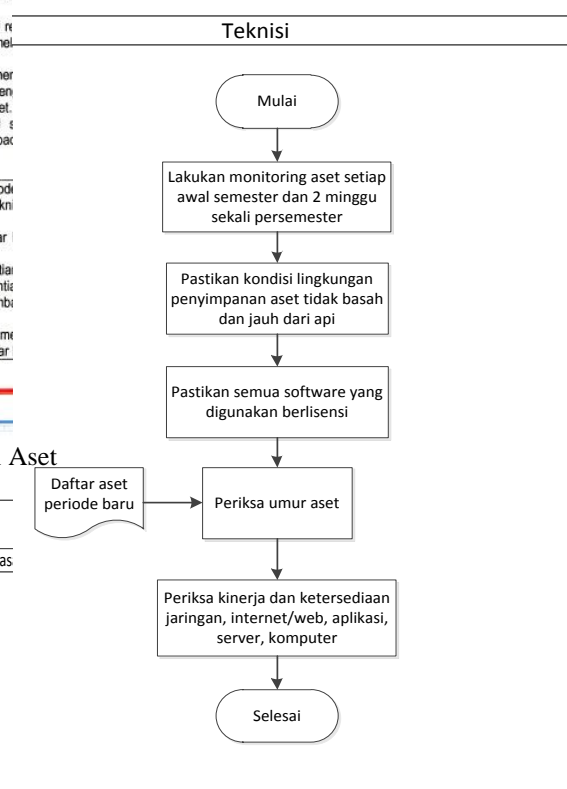 Teknisi
Mulai
Lakukan monitoring aset setiap
awal semester dan 2 minggu
sekali persemester
Pastikan kondisi lingkungan
penyimpanan aset tidak basah
dan jauh dari api
Pastikan semua software yang
digunakan berlisensi
Aset
Daftar aset
periode baru
Periksa umur aset
Periksa kinerja dan ketersediaan
jaringan, internet/web, aplikasi,
server, komputer
Selesai